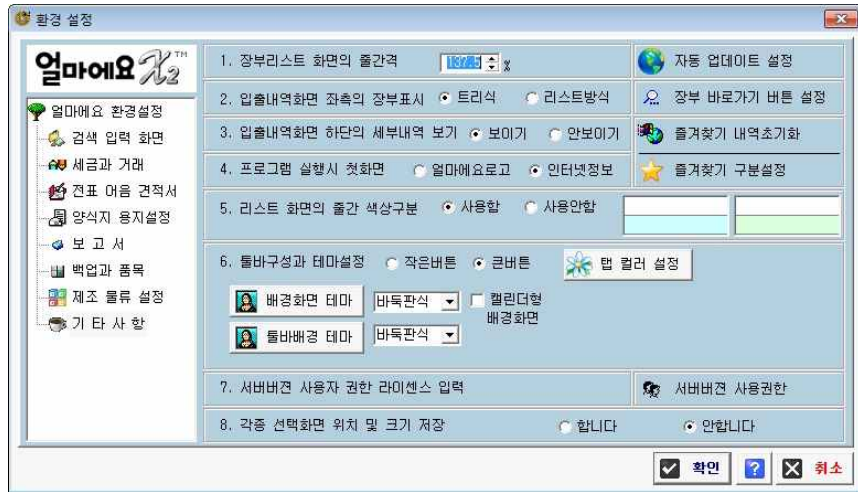 환경 설정
얼마에요 X2 TM
얼마에요 환경설정
검색 입력 화면
세금과 거래
전표 어음 견적서
양식지 용지설정
보 고 서
백업과 품목
제조 물류 설정
기 타 사 항
1. 장부리스트 화면의 줄간격 137.5 %
자동 업데이트 설정
2. 입출내역화면 좌측의 장부표시 트리식 리스트방식
장부 바로가기 버튼 설정
3. 입출내역화면 하단의 세부내역 보기 보이기 안보이기
즐겨찾기 내역초기화
4. 프로그램 실행시 첫화면 얼마에요로고 인터넷정보
즐겨찾기 구분설정
5. 리스트 화면의 줄간 색상구분 사용함 사용안함
6. 툴바구성과 테마설정 작은버튼 큰버튼 탭 컬러 설정
배경화면 테마 바둑판식 캘린더형
배경화면
툴바배경 테마 바둑판식
7. 서버버젼 사용자 권한 라이센스 입력
서버버젼 사용권한
8. 각종 선택화면 위치 및 크기 저장 합니다 안합니다
확인 ? 취소